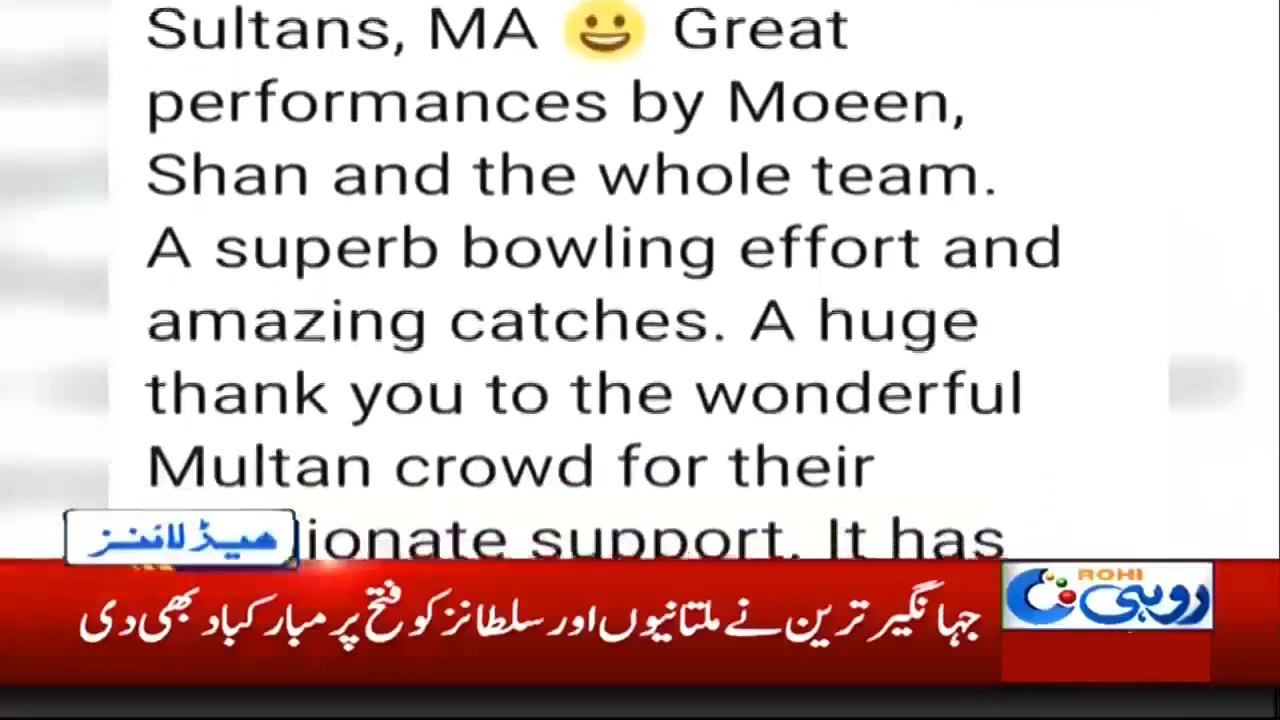 Sultans, MA 😀 Great
performances by Moeen,
Shan and the whole team.
A superb bowling effort and
amazing catches. A huge
thank you to the wonderful
Multan crowd for their
ionate support. It has
ہیڈلائنز
جہانگیر ترین نے ملتانیوں اور سلطانز کو فتح پر مبارکباد بھی دی
ROHI
روہی